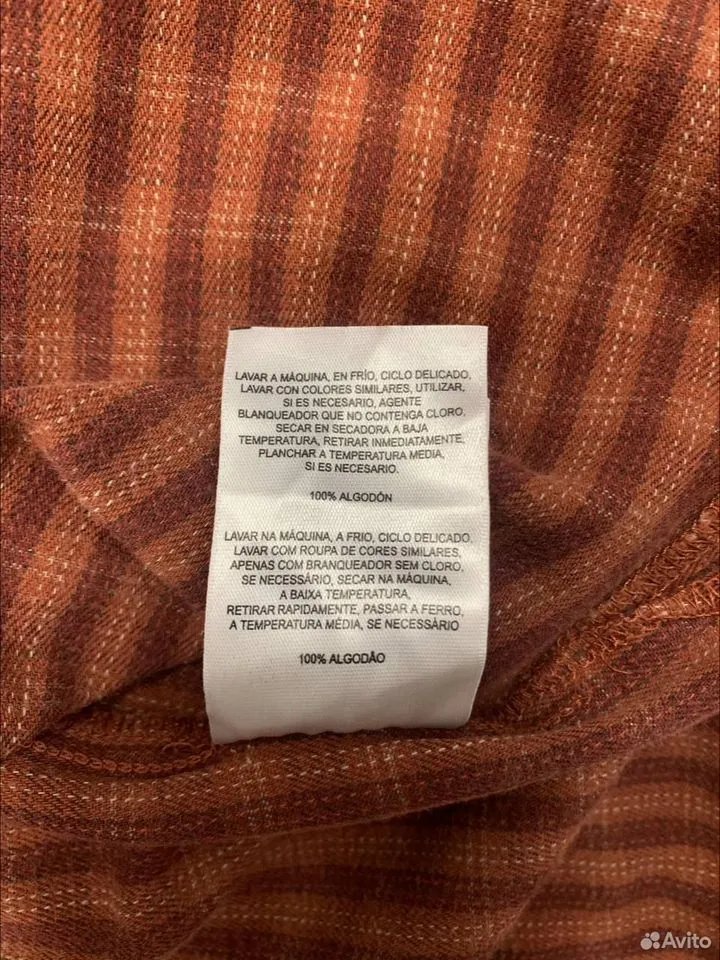 LAVAR A MÁQUINA, EN FRÍO, CICLO DELICADO,
LAVAR CON COLORES SIMILARES, UTILIZAR,
SI ES NECESARIO, AGENTE
BLANQUEADOR QUE NO CONTENGA CLORO,
SECAR EN SECADORA A BAJA
TEMPERATURA, RETIRAR INMEDIATAMENTE,
PLANCHAR A TEMPERATURA MEDIA,
SI ES NECESARIO.
100% ALGODÓN
LAVAR NA MÁQUINA, A FRIO, CICLO DELICADO,
LAVAR COM ROUPA DE CORES SIMILARES,
APENAS COM BRANQUEADOR SEM CLORO,
SE NECESSÁRIO, SECAR NA MÁQUINA,
A BAIXA TEMPERATURA,
RETIRAR RAPIDAMENTE, PASSAR A FERRO,
A TEMPERATURA MÉDIA, SE NECESSÁRIO
100% ALGODÃO
Avito